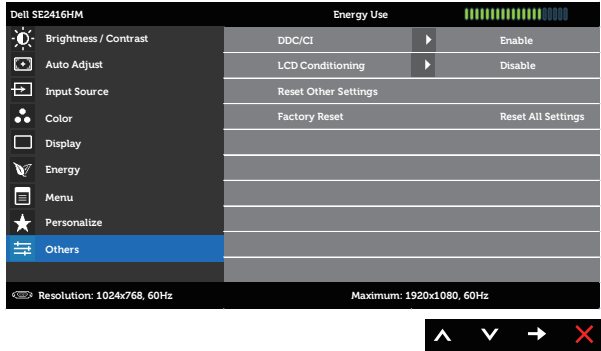 Dell SE2416HM Energy Use
Brightness / Contrast DDC/CI Enable
Auto Adjust LCD Conditioning Disable
Input Source Reset Other Settings
Color Factory Reset Reset All Settings
Display
Energy
Menu
Personalize
Others
Resolution: 1024x768, 60Hz Maximum: 1920x1080, 60Hz